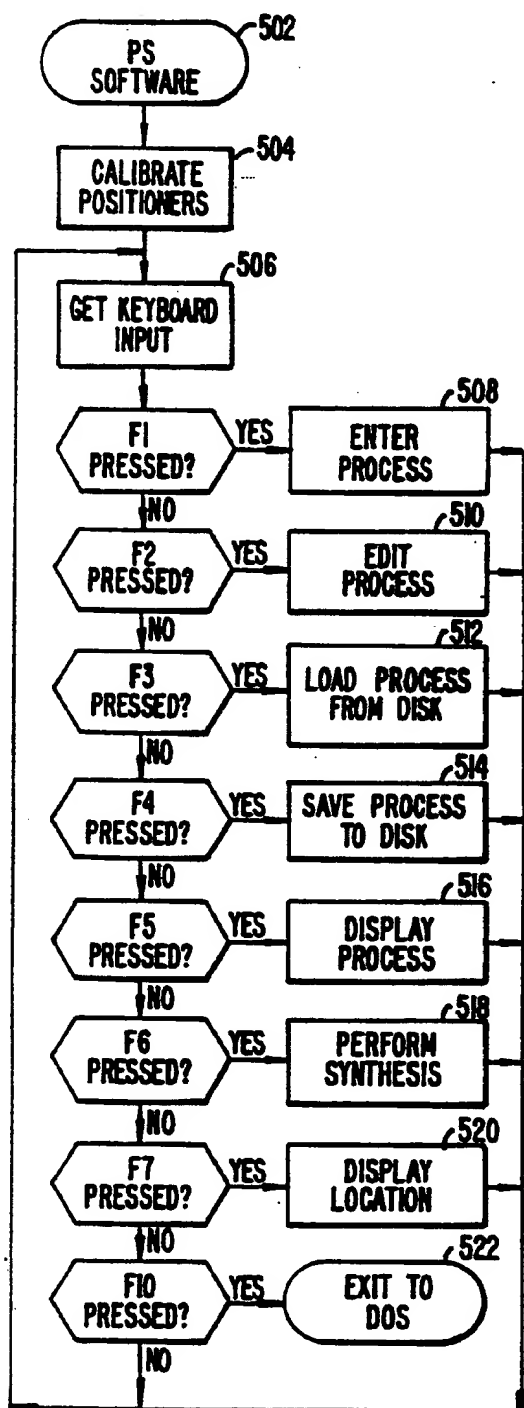 502
PS
SOFTWARE
504
CALIBRATE
POSITIONERS
506
GET KEYBOARD
INPUT
F1
PRESSED?
YES
508
ENTER
PROCESS
NO
F2
PRESSED?
YES
510
EDIT
PROCESS
NO
F3
PRESSED?
YES
512
LOAD PROCESS
FROM DISK
NO
F4
PRESSED?
YES
514
SAVE PROCESS
TO DISK
NO
F5
PRESSED?
YES
516
DISPLAY
PROCESS
NO
F6
PRESSED?
YES
518
PERFORM
SYNTHESIS
NO
F7
PRESSED?
YES
520
DISPLAY
LOCATION
NO
F10
PRESSED?
YES
522
EXIT TO
DOS
NO